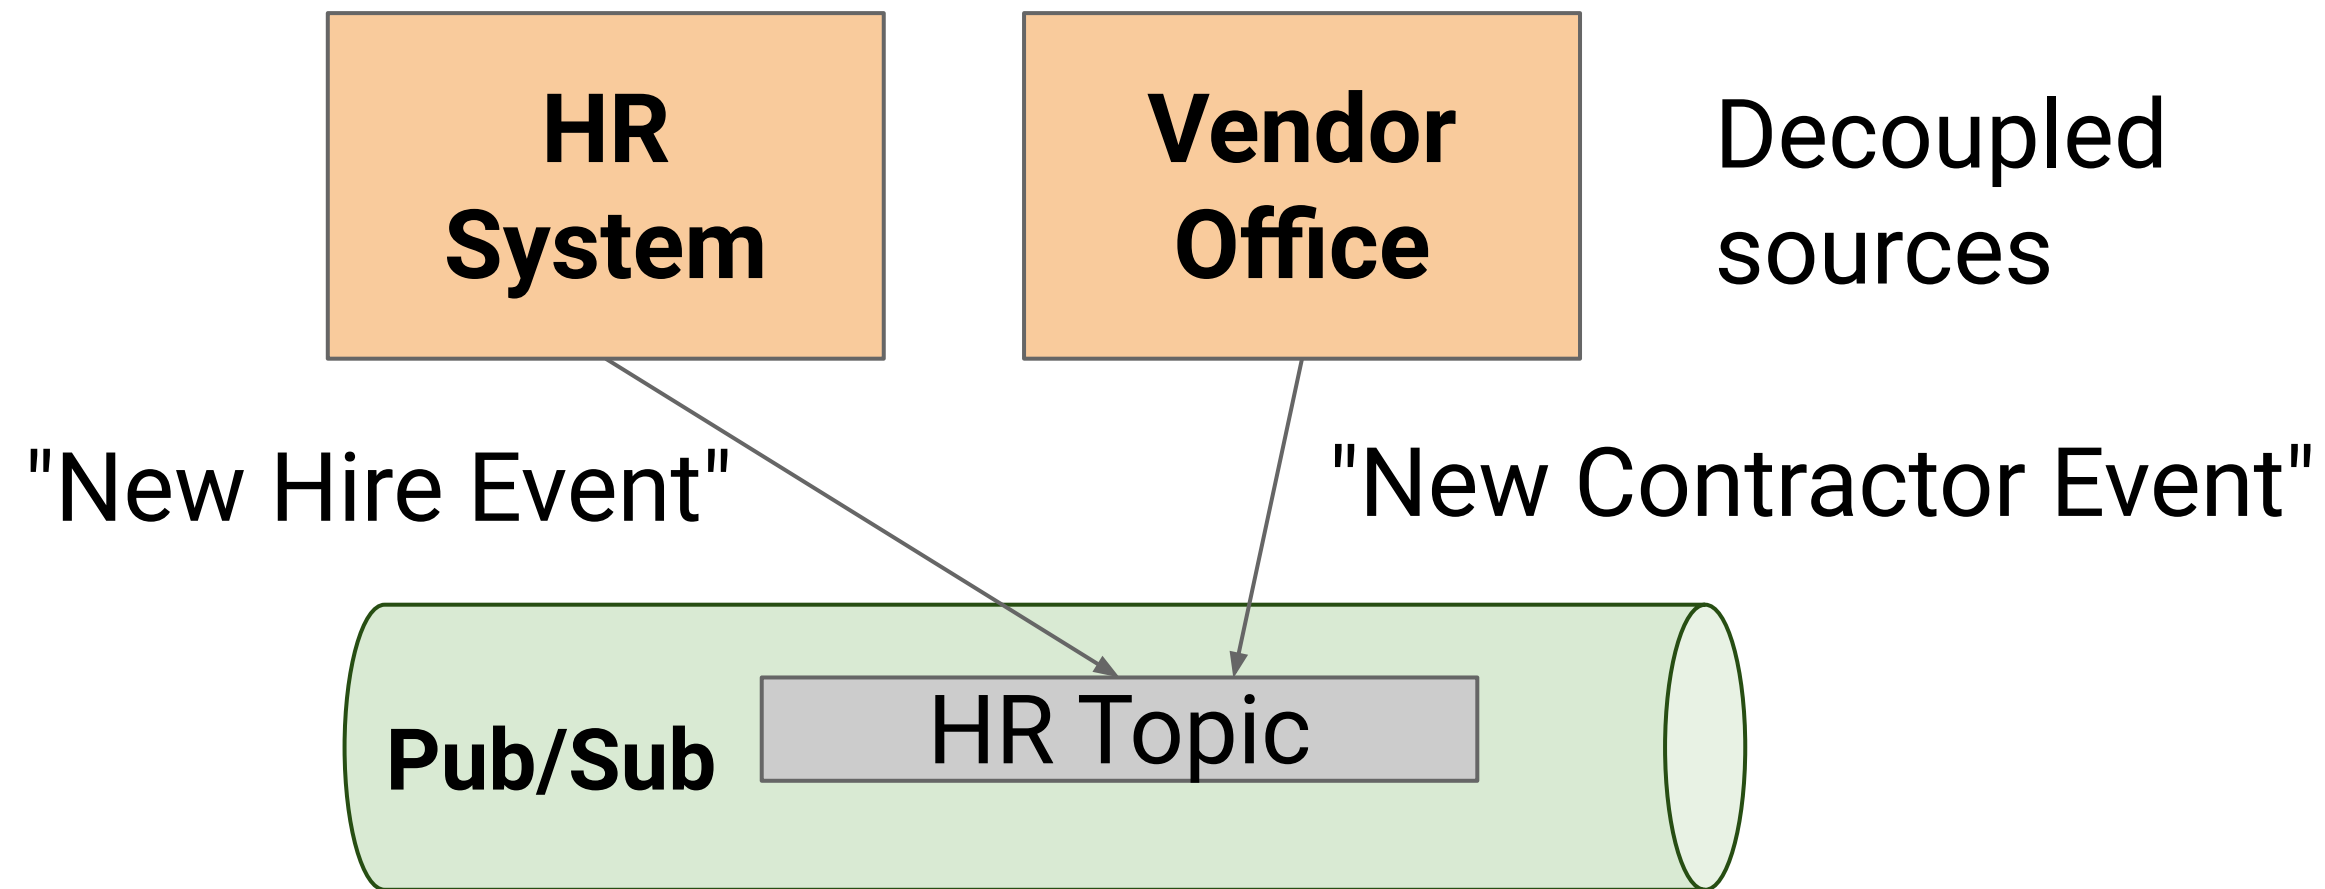 HR
System
Vendor
Office
Decoupled
sources
"New Hire Event"
"New Contractor Event"
Pub/Sub
HR Topic